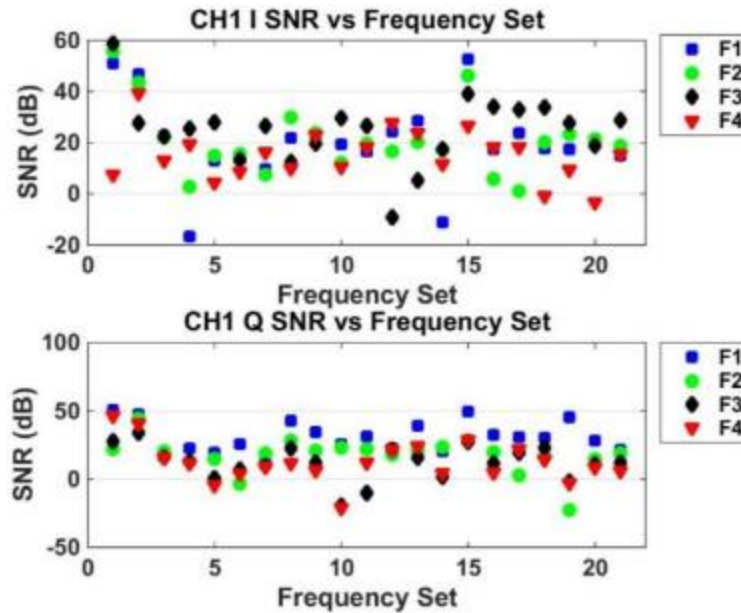 CH1 I SNR vs Frequency Set
60
40
20
0
-20
SNR (dB)
0 5 10 15 20
Frequency Set
F1
F2
F3
F4
CH1 Q SNR vs Frequency Set
100
50
0
-50
SNR (dB)
0 5 10 15 20
Frequency Set
F1
F2
F3
F4